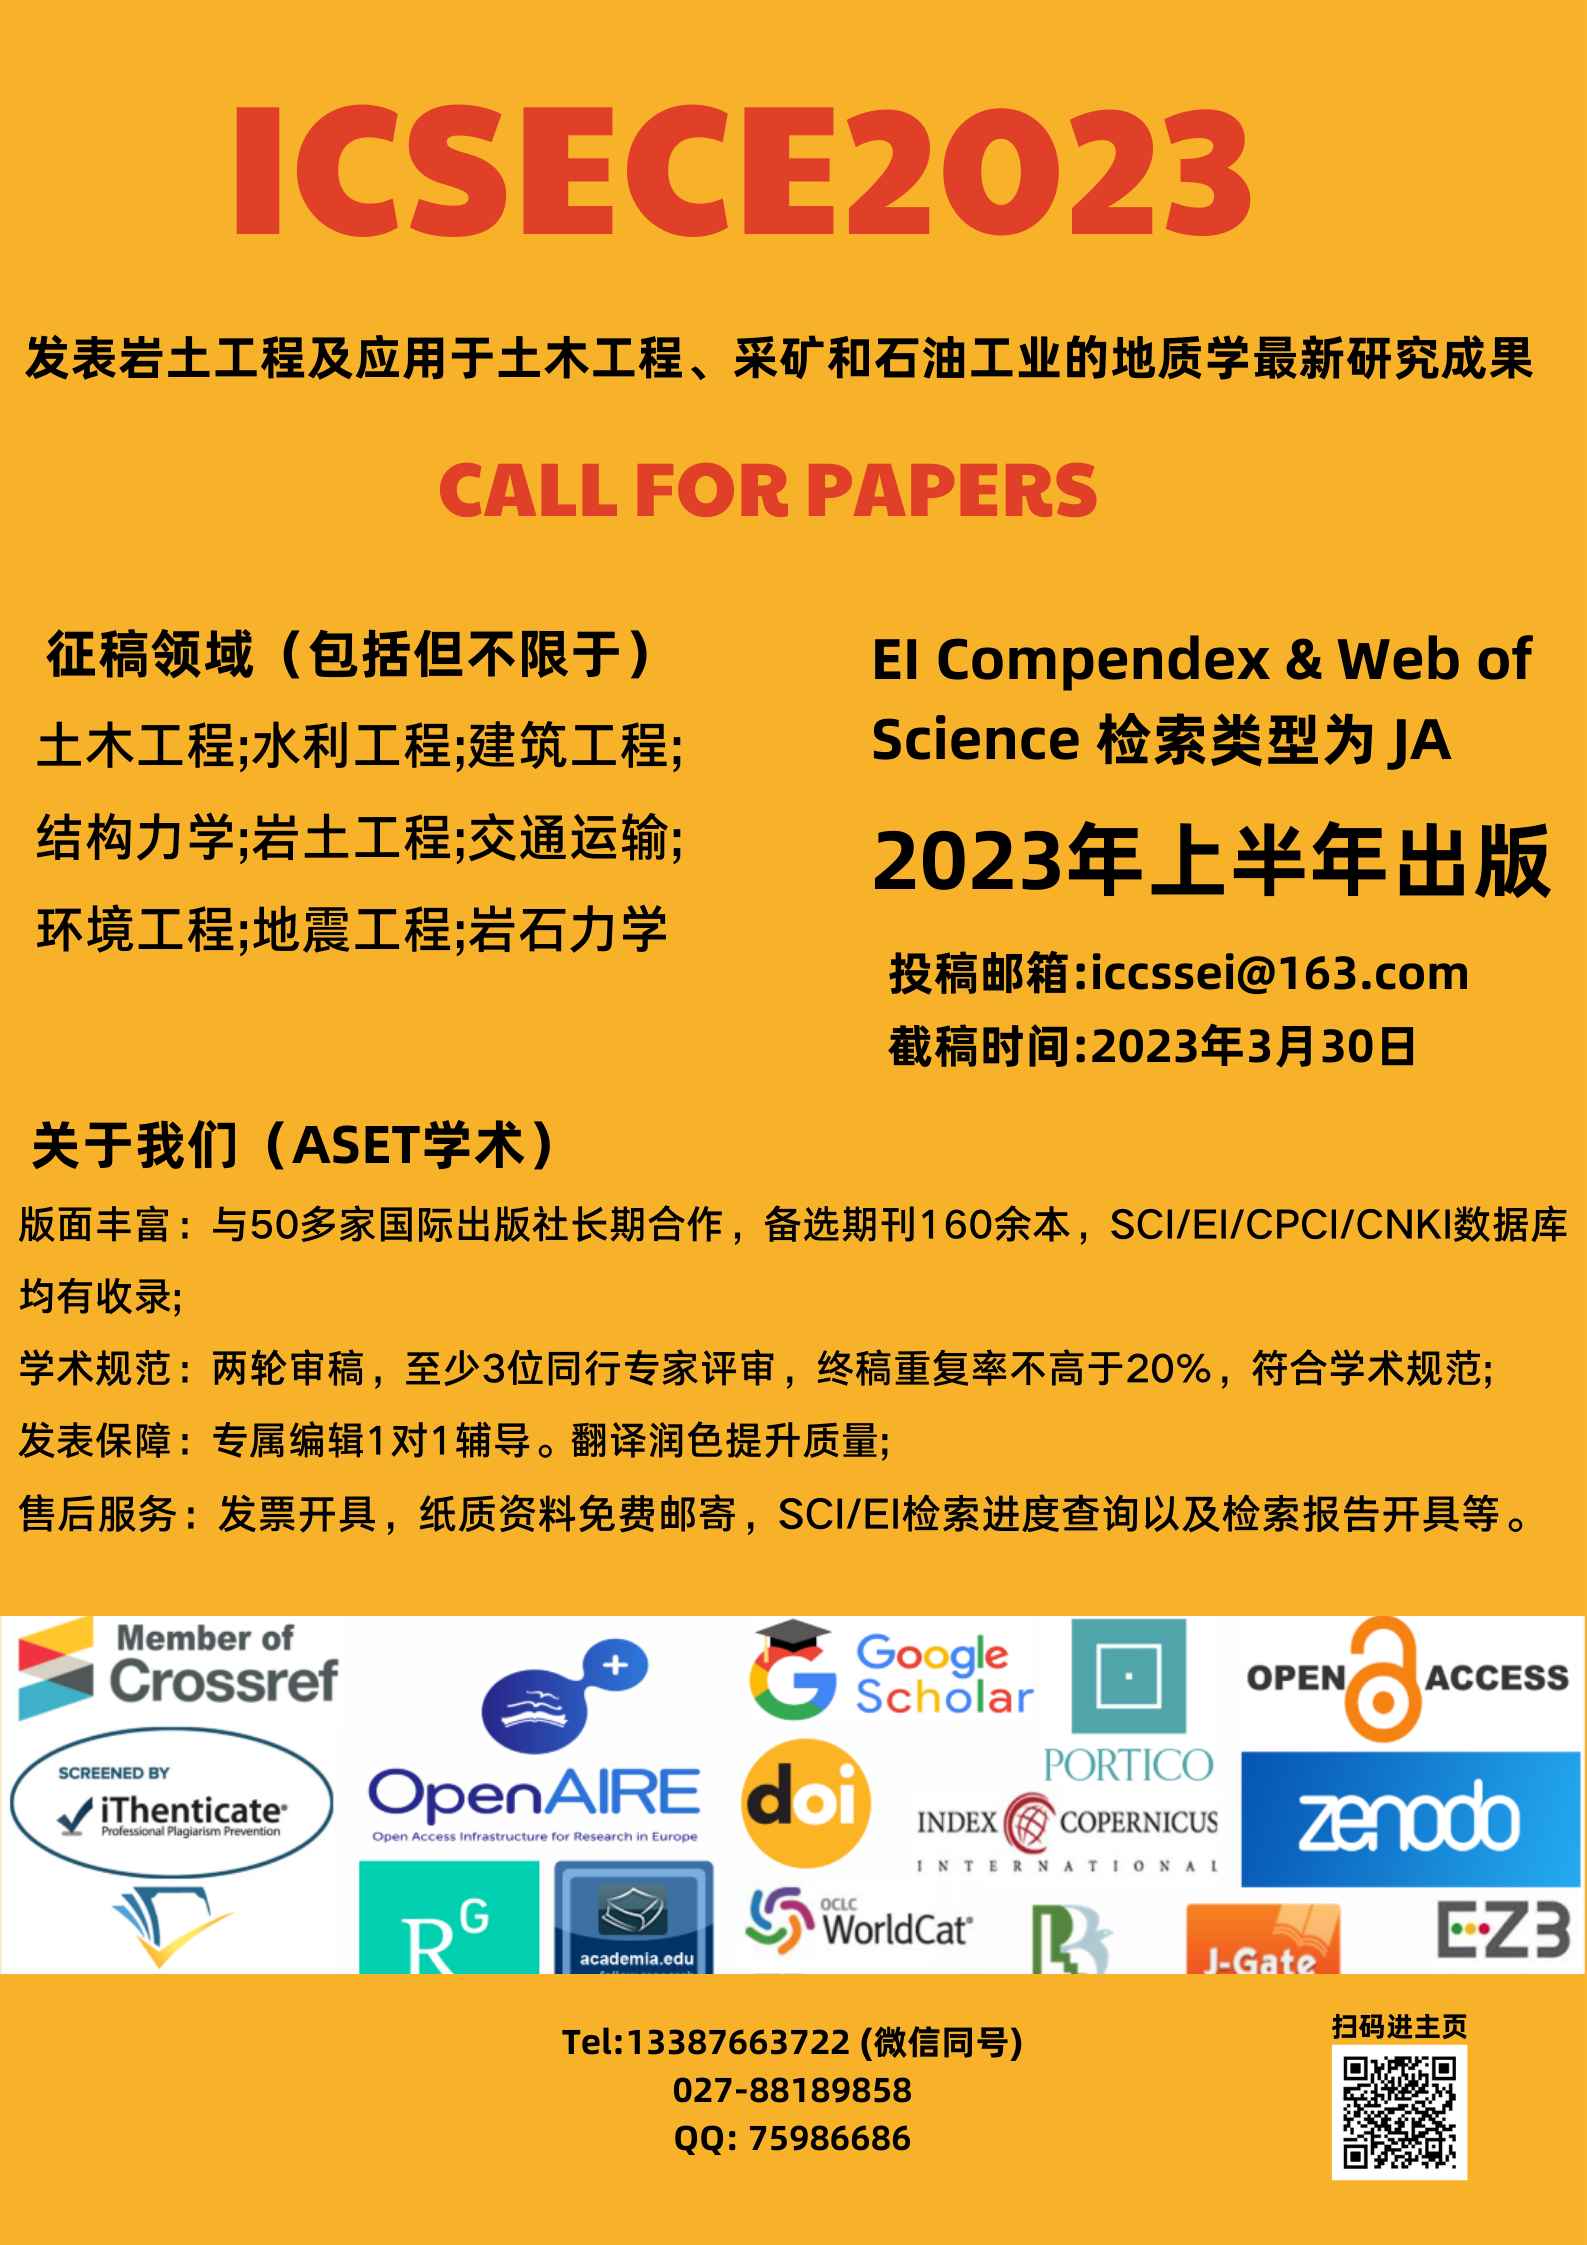 ICSECE2023
发表岩土工程及应用于土木工程、采矿和石油工业的地质学最新研究成果
CALL FOR PAPERS
征稿领域（包括但不限于）
土木工程;水利工程;建筑工程;
结构力学;岩土工程;交通运输;
环境工程;地震工程;岩石力学
EI Compendex & Web of
Science 检索类型为 JA
2023年上半年出版
投稿邮箱:iccssei@163.com
截稿时间:2023年3月30日
关于我们（ASET学术）
版面丰富：与50多家国际出版社长期合作，备选期刊160余本，SCI/EI/CPCI/CNKI数据库
均有收录;
学术规范：两轮审稿，至少3位同行专家评审，终稿重复率不高于20%，符合学术规范;
发表保障：专属编辑1对1辅导。翻译润色提升质量;
售后服务：发票开具，纸质资料免费邮寄，SCI/EI检索进度查询以及检索报告开具等。
Member of
Crossref
Google
Scholar
PORTICO
OPEN ACCESS
SCREENED BY
iThenticate®
Professional Plagiarism Prevention
OpenAIRE
Open Access Infrastructure for Research in Europe
doi
INDEX COPERNICUS
INTERNATIONAL
zenodo
RG
academia.edu
OCLC
WorldCat®
J-Gate
EZB
Tel:13387663722 (微信同号)
027-88189858
QQ: 75986686
扫码进主页